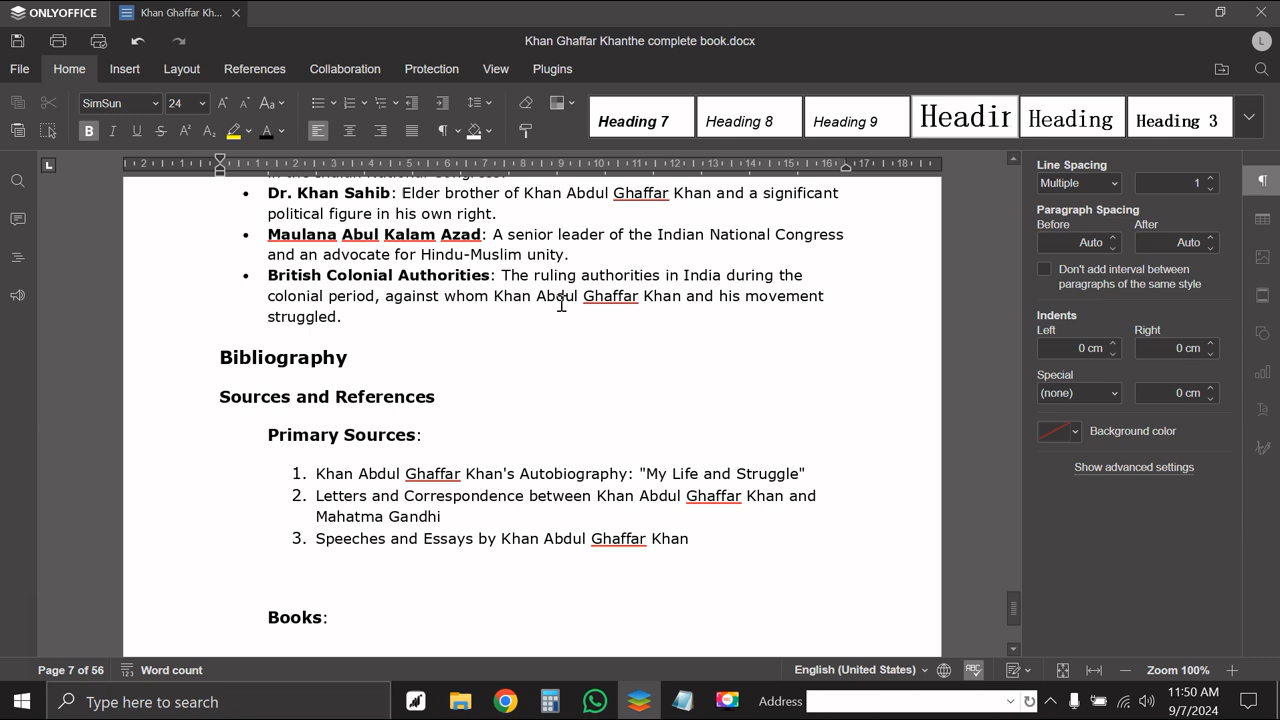 ONLYOFFICE
Khan Ghaffar Kh...
Khan Ghaffar Khanthe complete book.docx
L
File Home Insert Layout References Collaboration Protection View Plugins
SimSun 24
Heading 7 Heading 8 Heading 9 Headin Heading Heading 3
Dr. Khan Sahib: Elder brother of Khan Abdul Ghaffar Khan and a significant
political figure in his own right.
Maulana Abul Kalam Azad: A senior leader of the Indian National Congress
and an advocate for Hindu-Muslim unity.
British Colonial Authorities: The ruling authorities in India during the
colonial period, against whom Khan Abdul Ghaffar Khan and his movement
struggled.
Bibliography
Sources and References
Primary Sources:
1. Khan Abdul Ghaffar Khan's Autobiography: "My Life and Struggle"
2. Letters and Correspondence between Khan Abdul Ghaffar Khan and
Mahatma Gandhi
3. Speeches and Essays by Khan Abdul Ghaffar Khan
Books:
Line Spacing
Multiple 1
Paragraph Spacing
Before After
Auto Auto
Don't add interval between
paragraphs of the same style
Indents
Left Right
0 cm 0 cm
Special
(none) 0 cm
Background color
Show advanced settings
Page 7 of 56 Word count English (United States) Zoom 100%
Type here to search
Address
11:50 AM
9/7/2024